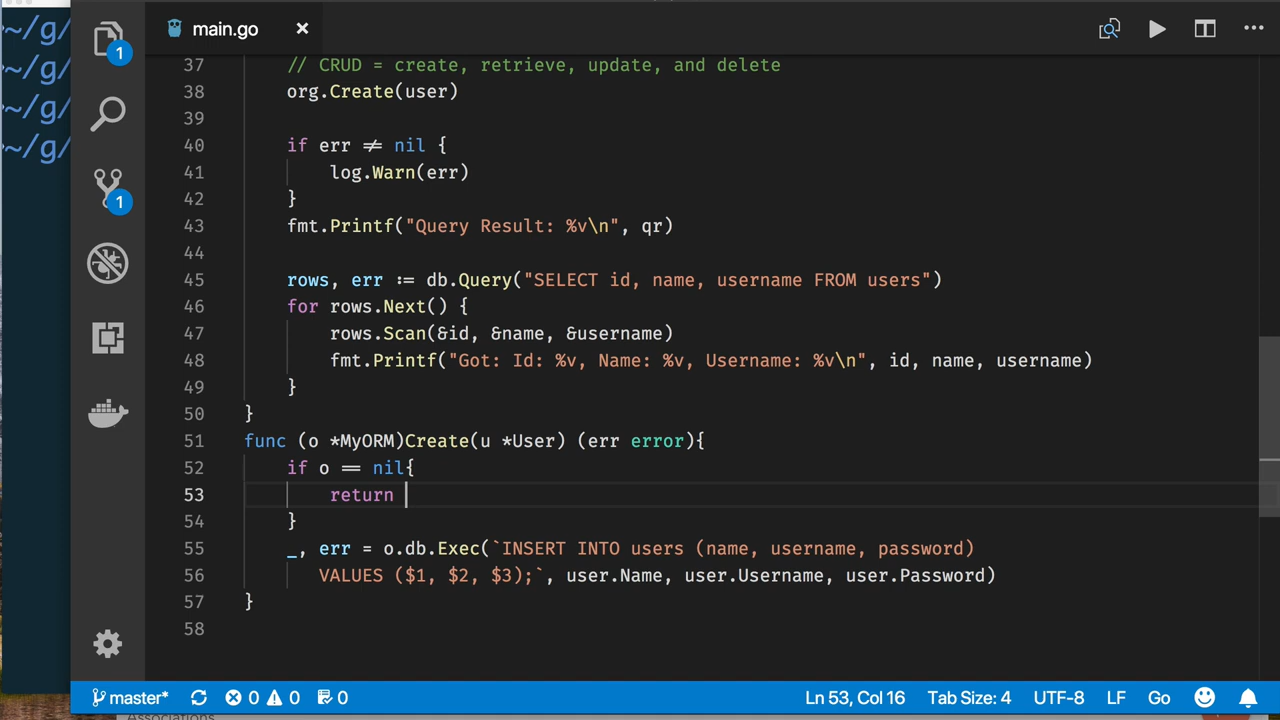 ~/g/
~/g/
~/g/
~/g/
1
1
main.go ×
37 // CRUD = create, retrieve, update, and delete
38 org.Create(user)
39
40 if err ≠ nil {
41 log.Warn(err)
42 }
43 fmt.Printf("Query Result: %v\n", qr)
44
45 rows, err := db.Query("SELECT id, name, username FROM users")
46 for rows.Next() {
47 rows.Scan(&id, &name, &username)
48 fmt.Printf("Got: Id: %v, Name: %v, Username: %v\n", id, name, username)
49 }
50 }
51 func (o *MyORM)Create(u *User) (err error){
52 if o == nil{
53 return
54 }
55 _, err = o.db.Exec(`INSERT INTO users (name, username, password)
56 VALUES ($1, $2, $3);`, user.Name, user.Username, user.Password)
57 }
58
master* 0 0 0 Ln 53, Col 16 Tab Size: 4 UTF-8 LF Go
Associations